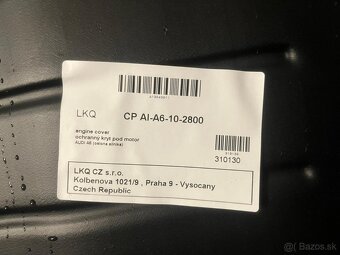 LKQ CP AI-A6-10-2800
engine cover
ochranný kryt pod motor
AUDI A6
310130
LKQ CZ s.r.o.
Kolbenova 1021/9 , Praha 9 - Vysocany
Czech Republic
Bazos.sk